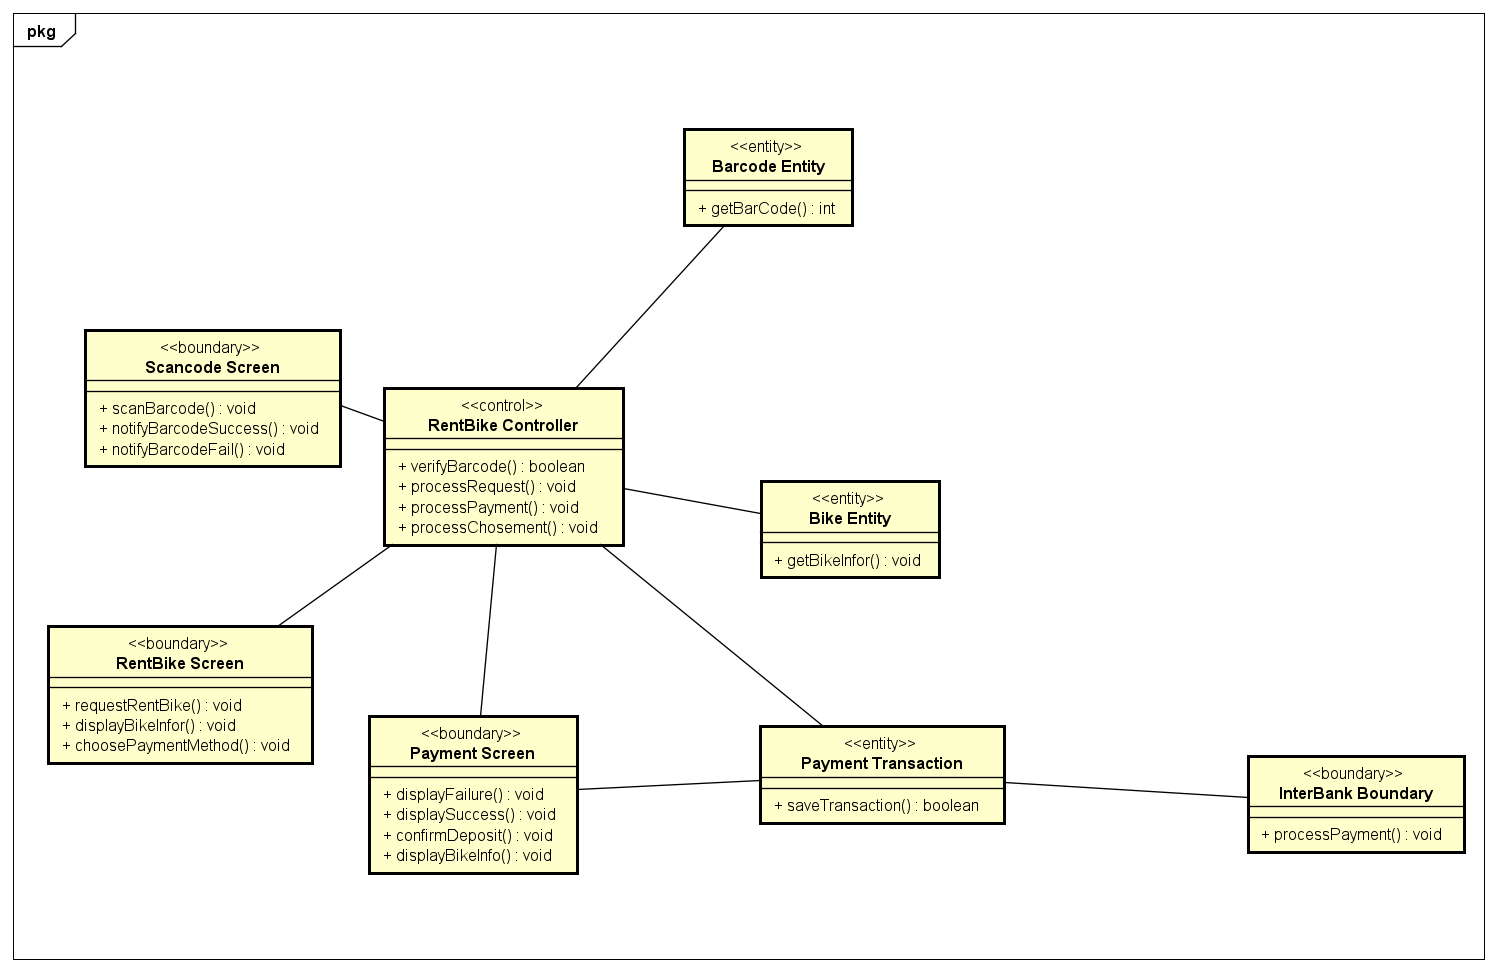 pkg
<<entity>>
Barcode Entity
+ getBarCode() : int
<<boundary>>
Scancode Screen
+ scanBarcode() : void
+ notifyBarcodeSuccess() : void
+ notifyBarcodeFail() : void
<<control>>
RentBike Controller
+ verifyBarcode() : boolean
+ processRequest() : void
+ processPayment() : void
+ processChosement() : void
<<entity>>
Bike Entity
+ getBikeInfor() : void
<<boundary>>
RentBike Screen
+ requestRentBike() : void
+ displayBikeInfor() : void
+ choosePaymentMethod() : void
<<boundary>>
Payment Screen
+ displayFailure() : void
+ displaySuccess() : void
+ confirmDeposit() : void
+ displayBikeInfo() : void
<<entity>>
Payment Transaction
+ saveTransaction() : boolean
<<boundary>>
InterBank Boundary
+ processPayment() : void